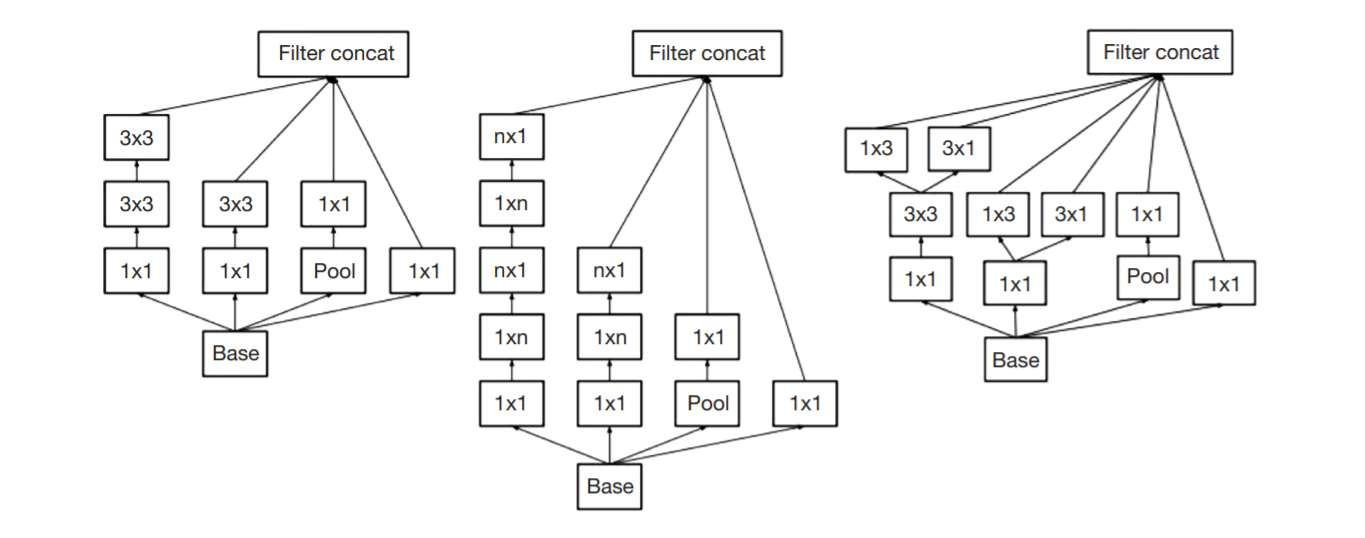 Filter concat
3x3
3x3
3x3
1x1
1x1
1x1
Pool
1x1
Base
Filter concat
nx1
1xn
nx1
nx1
1xn
1xn
1x1
1x1
1x1
Pool
1x1
Base
Filter concat
1x3
3x1
3x3
1x3
3x1
1x1
1x1
1x1
Pool
1x1
Base